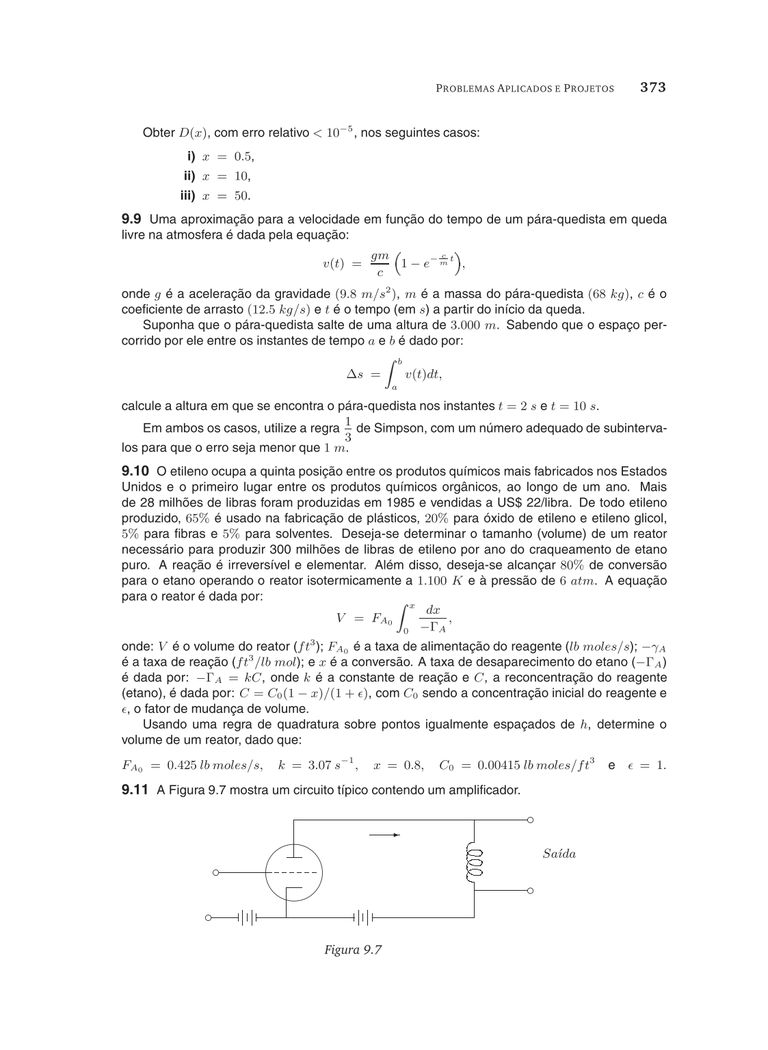 PROBLEMAS APLICADOS E PROJETOS 373
Obter D(x), com erro relativo < 10^{-5}, nos seguintes casos:
i) x = 0.5,
ii) x = 10,
iii) x = 50.
9.9 Uma aproximação para a velocidade em função do tempo de um pára-quedista em queda
livre na atmosfera é dada pela equação:
v(t) = \frac{gm}{c} \left(1 - e^{-\frac{c}{m}t}\right),
onde g é a aceleração da gravidade (9.8 m/s^2), m é a massa do pára-quedista (68 kg), c é o
coeficiente de arrasto (12.5 kg/s) e t é o tempo (em s) a partir do início da queda.
Suponha que o pára-quedista salte de uma altura de 3.000 m. Sabendo que o espaço per-
corrido por ele entre os instantes de tempo a e b é dado por:
Δs = \int_a^b v(t)dt,
calcule a altura em que se encontra o pára-quedista nos instantes t = 2 s e t = 10 s.
Em ambos os casos, utilize a regra \frac{1}{3} de Simpson, com um número adequado de subinterva-
los para que o erro seja menor que 1 m.
9.10 O etileno ocupa a quinta posição entre os produtos químicos mais fabricados nos Estados
Unidos e o primeiro lugar entre os produtos químicos orgânicos, ao longo de um ano. Mais
de 28 milhões de libras foram produzidas em 1985 e vendidas a US$ 22/libra. De todo etileno
produzido, 65% é usado na fabricação de plásticos, 20% para óxido de etileno e etileno glicol,
5% para fibras e 5% para solventes. Deseja-se determinar o tamanho (volume) de um reator
necessário para produzir 300 milhões de libras de etileno por ano do craqueamento de etano
puro. A reação é irreversível e elementar. Além disso, deseja-se alcançar 80% de conversão
para o etano operando o reator isotermicamente a 1.100 K e à pressão de 6 atm. A equação
para o reator é dada por:
V = F_{A_0} \int_0^x \frac{dx}{-Γ_A},
onde: V é o volume do reator (ft^3); F_{A_0} é a taxa de alimentação do reagente (lb moles/s); -γ_A
é a taxa de reação (ft^3/lb mol); e x é a conversão. A taxa de desaparecimento do etano (-Γ_A)
é dada por: -Γ_A = kC, onde k é a constante de reação e C, a reconcentração do reagente
(etano), é dada por: C = C_0(1 - x)/(1 + ϵ), com C_0 sendo a concentração inicial do reagente e
ϵ, o fator de mudança de volume.
Usando uma regra de quadratura sobre pontos igualmente espaçados de h, determine o
volume de um reator, dado que:
F_{A_0} = 0.425 lb moles/s, k = 3.07 s^{-1}, x = 0.8, C_0 = 0.00415 lb moles/ft^3 e ϵ = 1.
9.11 A Figura 9.7 mostra um circuito típico contendo um amplificador.
Saída
Figura 9.7